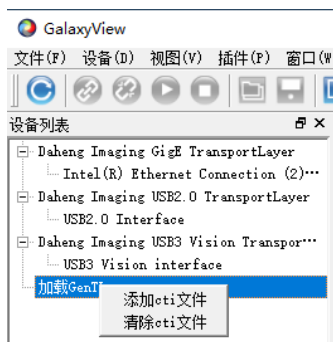 GalaxyView
文件(F) 设备(D) 视图(V) 插件(P) 窗口(W
设备列表
Daheng Imaging GigE TransportLayer
Intel(R) Ethernet Connection (2)···
Daheng Imaging USB2.0 TransportLayer
USB2.0 Interface
Daheng Imaging USB3 Vision Transpor···
USB3 Vision interface
加载GenT
添加cti文件
清除cti文件